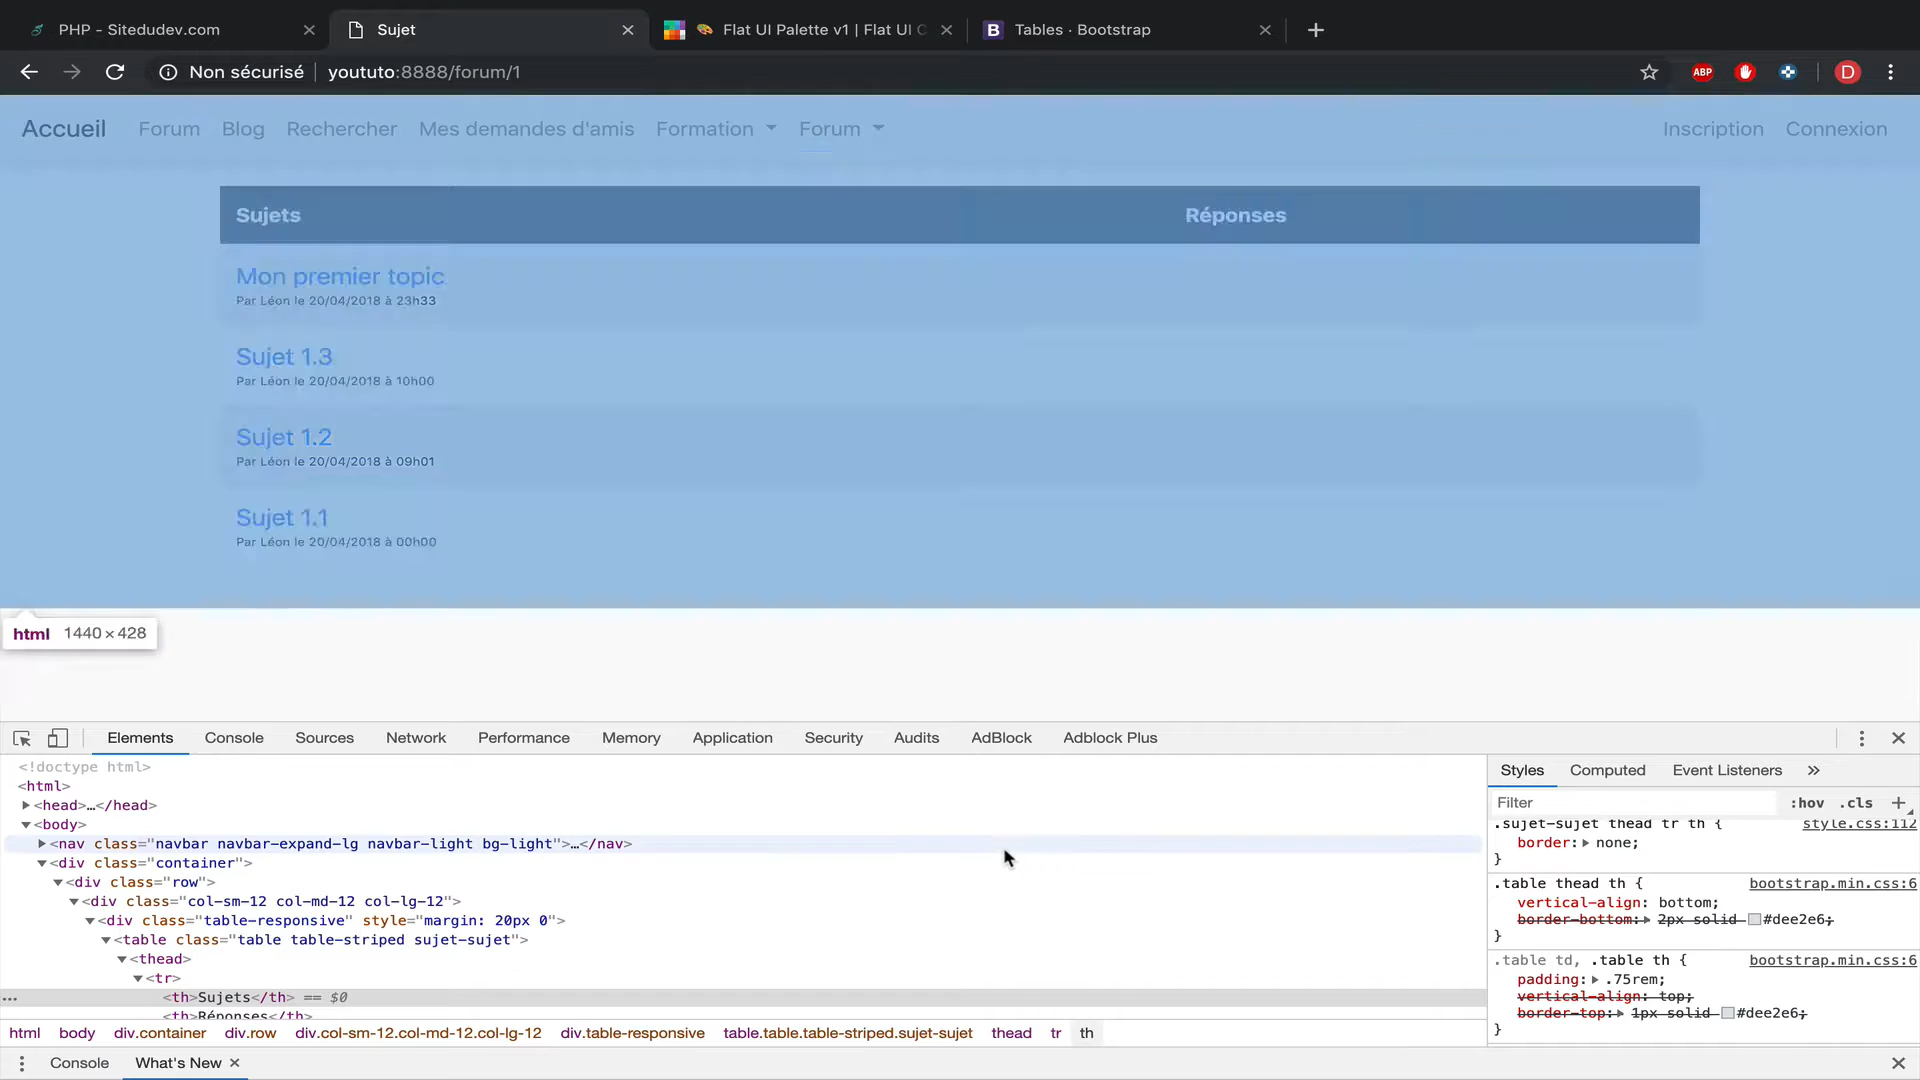 PHP - Sitedudev.com
Sujet
🎨 Flat UI Palette v1 | Flat UI C
B Tables · Bootstrap
Non sécurisé
yoututo:8888/forum/1
ABP
D
Accueil Forum Blog Rechercher Mes demandes d'amis Formation Forum Inscription Connexion
Sujets Réponses
Mon premier topic
Par Léon le 20/04/2018 à 23h33
Sujet 1.3
Par Léon le 20/04/2018 à 10h00
Sujet 1.2
Par Léon le 20/04/2018 à 09h01
Sujet 1.1
Par Léon le 20/04/2018 à 00h00
html 1440 × 428
Elements Console Sources Network Performance Memory Application Security Audits AdBlock Adblock Plus
<!doctype html>
<html>
<head>…</head>
<body>
<nav class="navbar navbar-expand-lg navbar-light bg-light">…</nav>
<div class="container">
<div class="row">
<div class="col-sm-12 col-md-12 col-lg-12">
<div class="table-responsive" style="margin: 20px 0">
<table class="table table-striped sujet-sujet">
<thead>
<tr>
<th>Sujets</th> == $0
<th>Réponses</th>
html body div.container div.row div.col-sm-12.col-md-12.col-lg-12 div.table-responsive table.table.table-striped.sujet-sujet thead tr th
Styles Computed Event Listeners »
Filter :hov .cls +
.sujet-sujet thead tr th { style.css:112
border: none;
}
.table thead th { bootstrap.min.css:6
vertical-align: bottom;
border-bottom: 2px solid #dee2e6;
}
.table td, .table th { bootstrap.min.css:6
padding: .75rem;
vertical-align: top;
border-top: 1px solid #dee2e6;
}
Console What's New